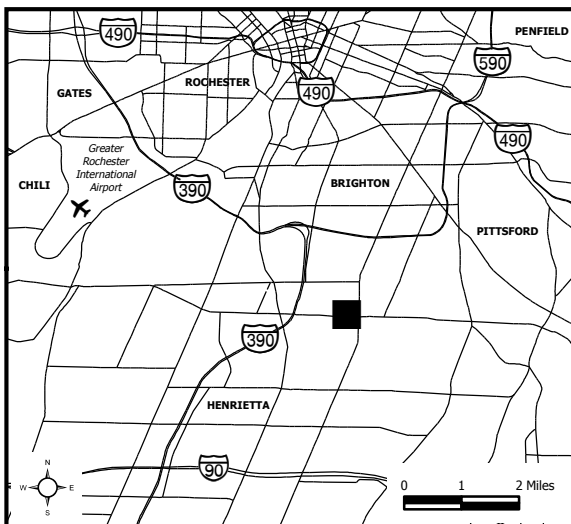 490
PENFIELD
590
ROCHESTER
GATES
490
490
Greater
Rochester
International
Airport
CHILI
390
BRIGHTON
PITTSFORD
390
HENRIETTA
90
N
W
E
S
0 1 2 Miles